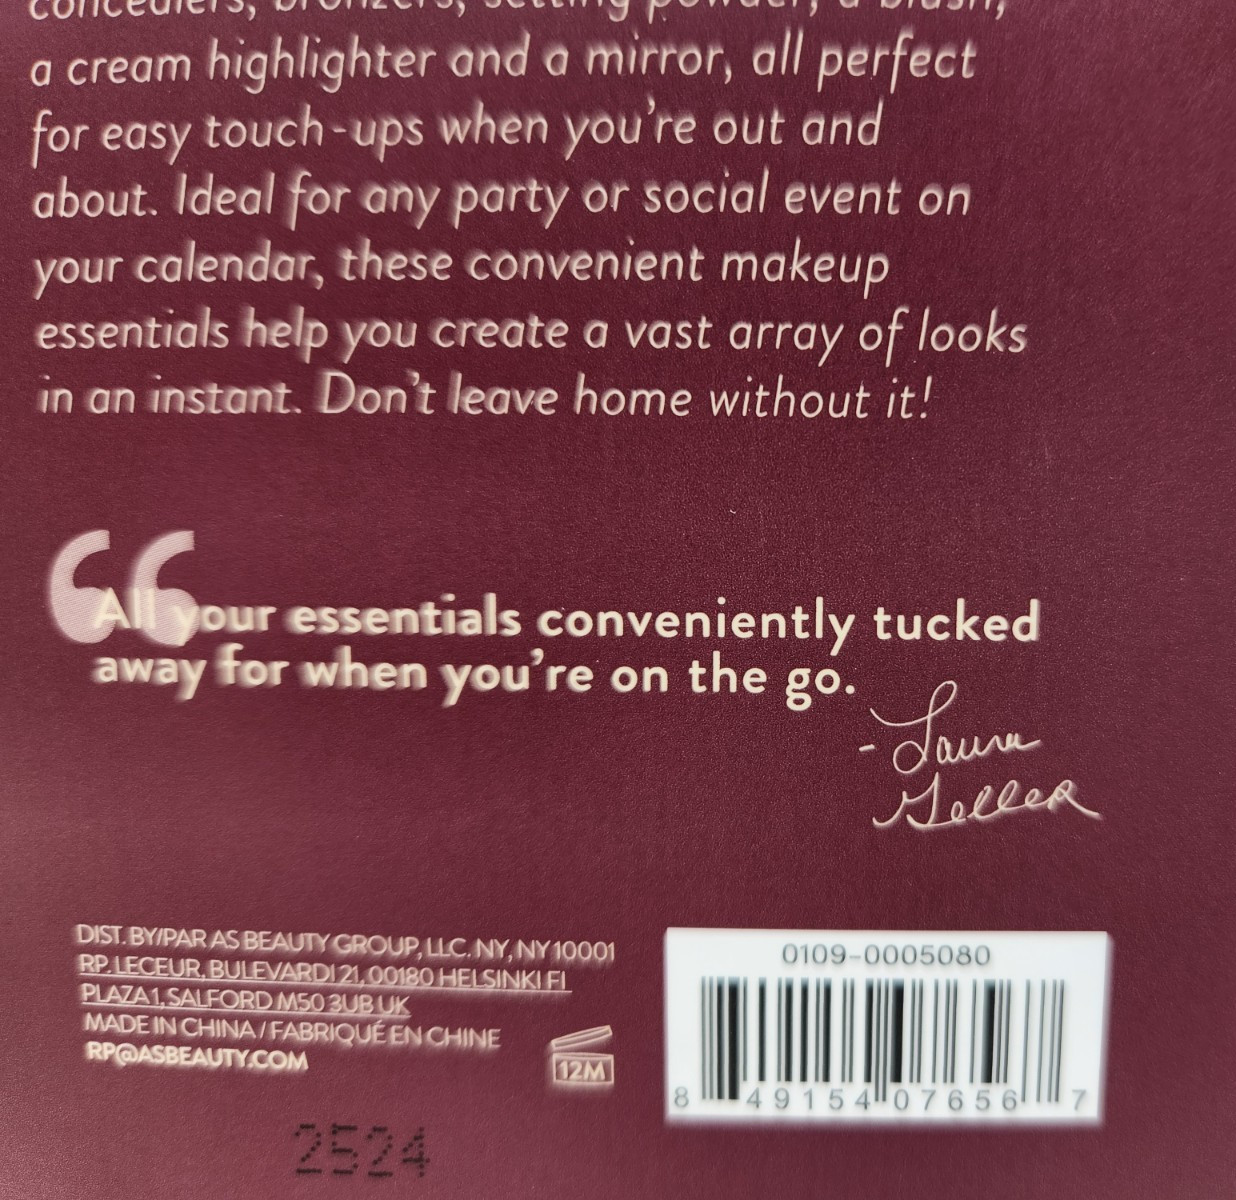 concealers, bronzers, setting powder, a blush,
a cream highlighter and a mirror, all perfect
for easy touch-ups when you're out and
about. Ideal for any party or social event on
your calendar, these convenient makeup
essentials help you create a vast array of looks
in an instant. Don't leave home without it!
“All your essentials conveniently tucked
away for when you're on the go.
- Laura
Geller
DIST. BY/PAR AS BEAUTY GROUP, LLC. NY, NY 10001
RP. LECEUR, BULEVARDI 21, 00180 HELSINKI FI
PLAZA 1, SALFORD M50 3UB UK
MADE IN CHINA / FABRIQUÉ EN CHINE
RP@ASBEAUTY.COM
12M
0109-0005080
8 49154 07656 7
2524